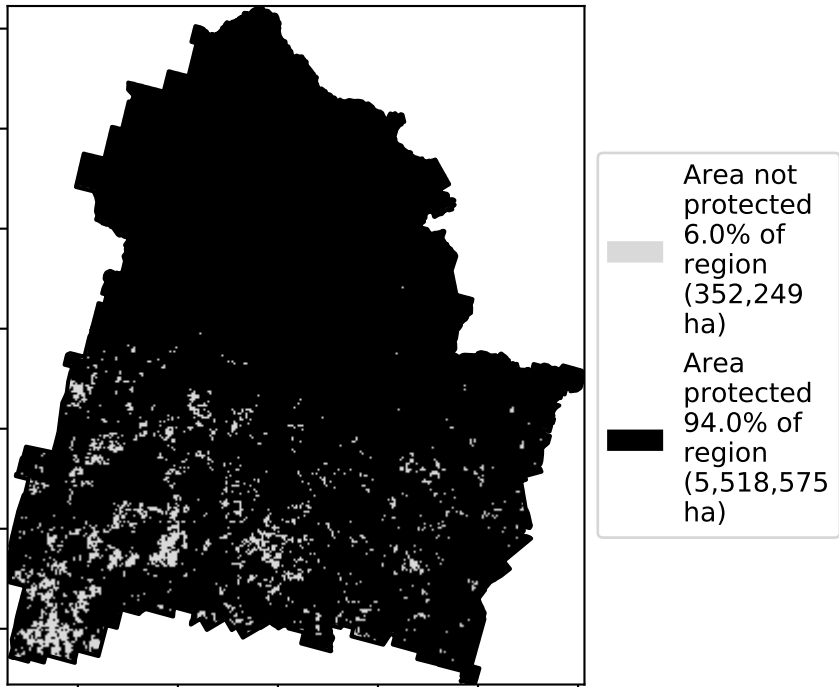 Area not
protected
6.0% of
region
(352,249
ha)
Area
protected
94.0% of
region
(5,518,575
ha)